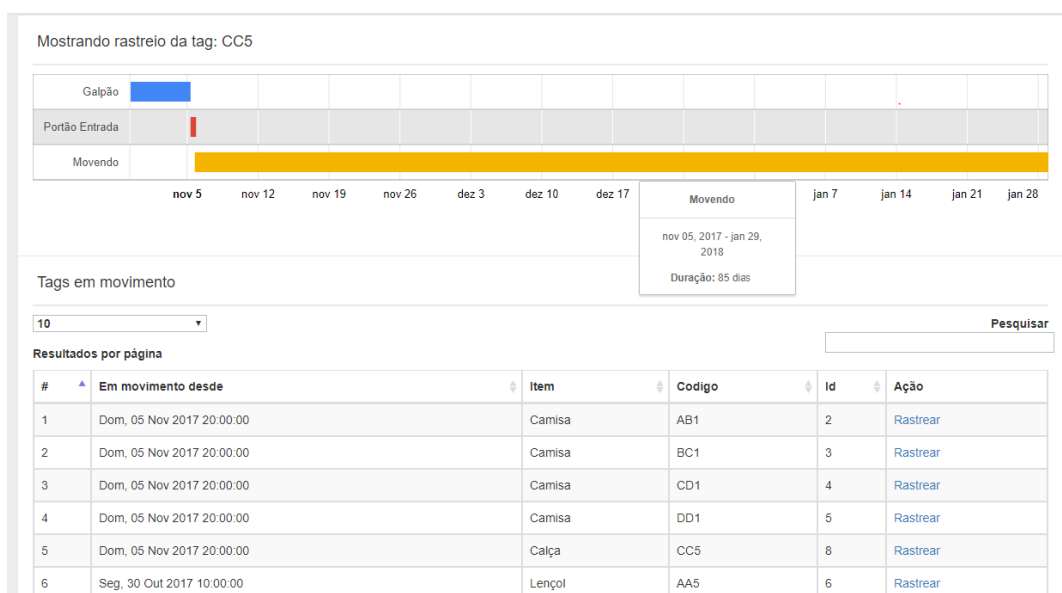 Mostrando rastreio da tag: CC5
Galpão
Portão Entrada
Movendo
nov 5 nov 12 nov 19 nov 26 dez 3 dez 10 dez 17 jan 7 jan 14 jan 21 jan 28
Movendo
nov 05, 2017 - jan 29,
2018
Duração: 85 dias
Tags em movimento
10
Pesquisar
Resultados por página
# Em movimento desde Item Codigo Id Ação
1 Dom, 05 Nov 2017 20:00:00 Camisa AB1 2 Rastrear
2 Dom, 05 Nov 2017 20:00:00 Camisa BC1 3 Rastrear
3 Dom, 05 Nov 2017 20:00:00 Camisa CD1 4 Rastrear
4 Dom, 05 Nov 2017 20:00:00 Camisa DD1 5 Rastrear
5 Dom, 05 Nov 2017 20:00:00 Calça CC5 8 Rastrear
6 Seg, 30 Out 2017 10:00:00 Lençol AA5 6 Rastrear